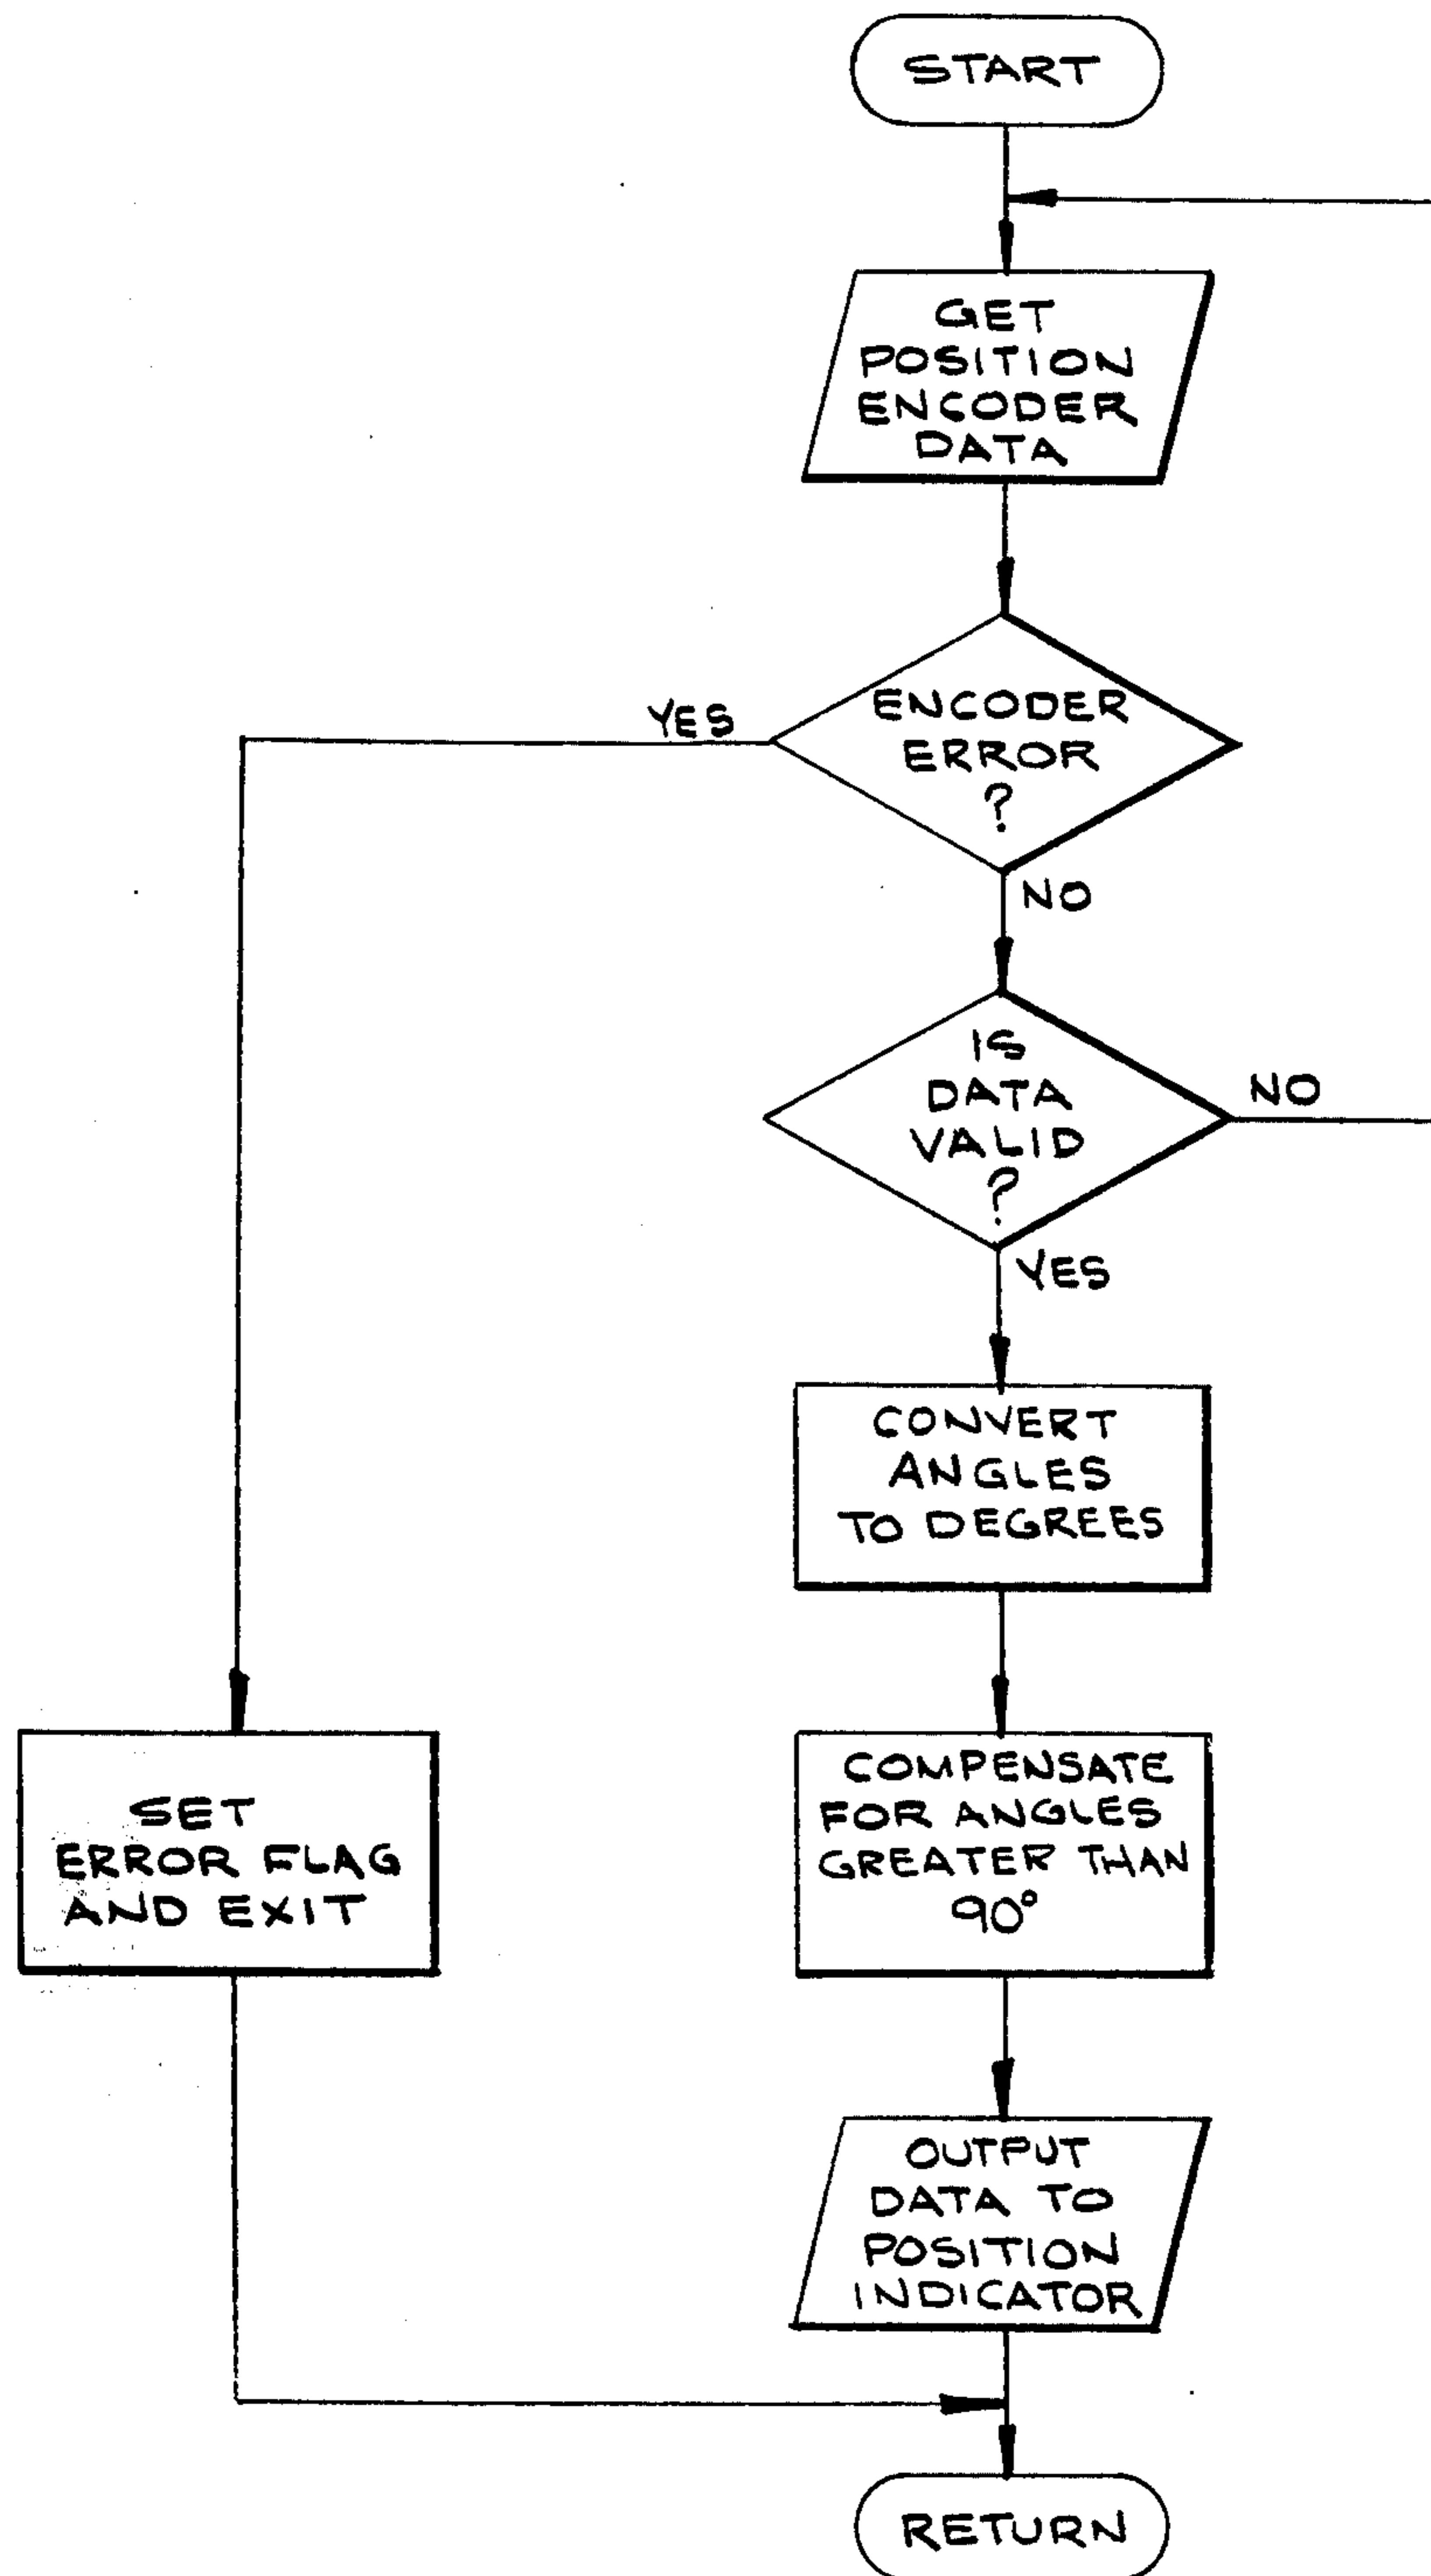 START
GET
POSITION
ENCODER
DATA
ENCODER
ERROR
?
YES
NO
IS
DATA
VALID
?
NO
YES
CONVERT
ANGLES
TO DEGREES
SET
ERROR FLAG
AND EXIT
COMPENSATE
FOR ANGLES
GREATER THAN
90°
OUTPUT
DATA TO
POSITION
INDICATOR
RETURN